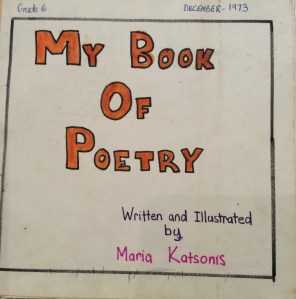 Grade 6 DECEMBER-1973
My Book
Of
Poetry
Written and Illustrated
by
Maria Katsonis